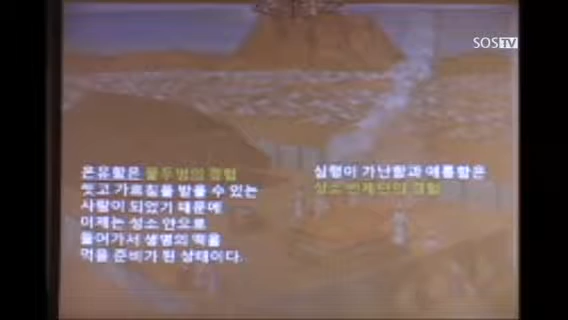 SOSTV
온유함은 물두멍의 경험
씻고 가르침을 받을 수 있는
사람이 되었기 때문에
이제는 성소 안으로
들어가서 생명의 떡을
먹을 준비가 된 상태이다.
심령이 가난함과 애통함은
성소 번제단의 경험